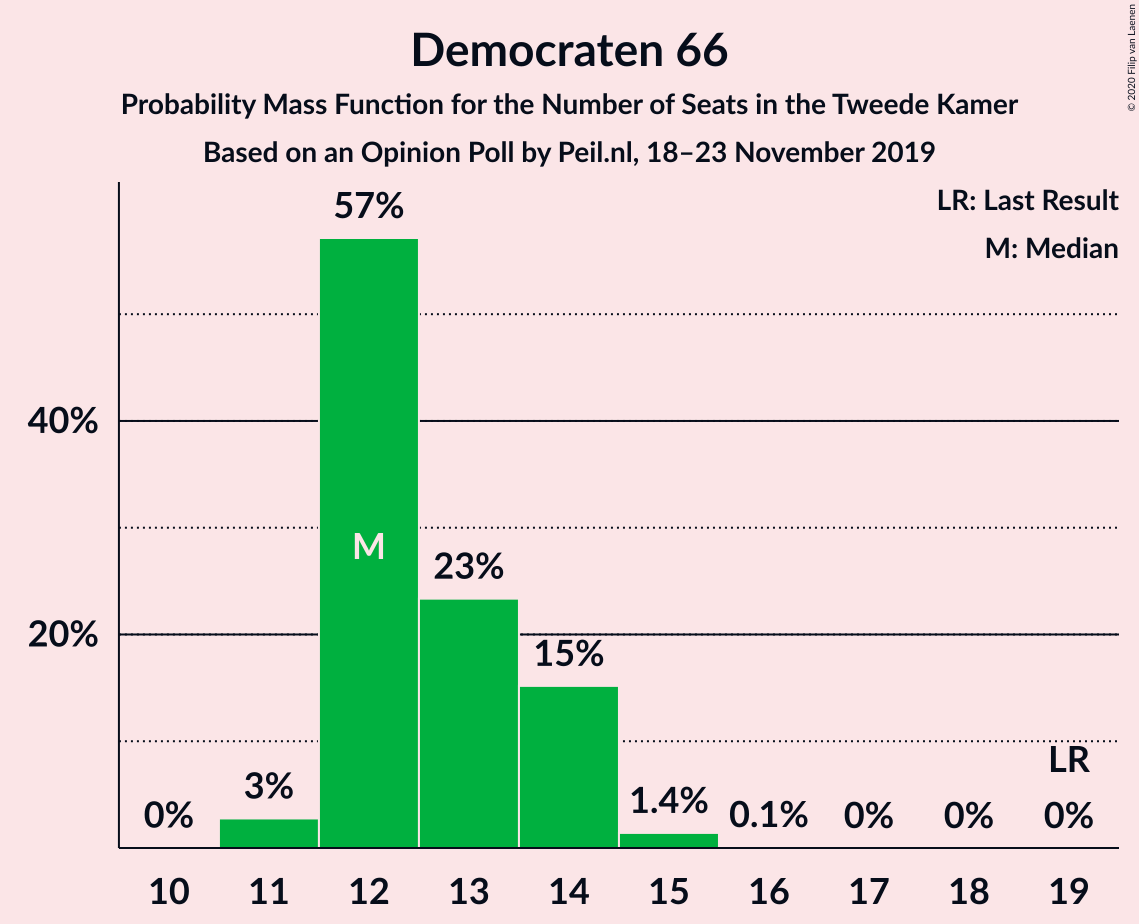 Democraten 66
Probability Mass Function for the Number of Seats in the Tweede Kamer
Based on an Opinion Poll by Peil.nl, 18–23 November 2019
© 2020 Filip van Laenen
LR: Last Result
M: Median
40%
20%
0%
3%
57%
M
23%
15%
1.4%
0.1%
0%
0%
LR
0%
10 11 12 13 14 15 16 17 18 19